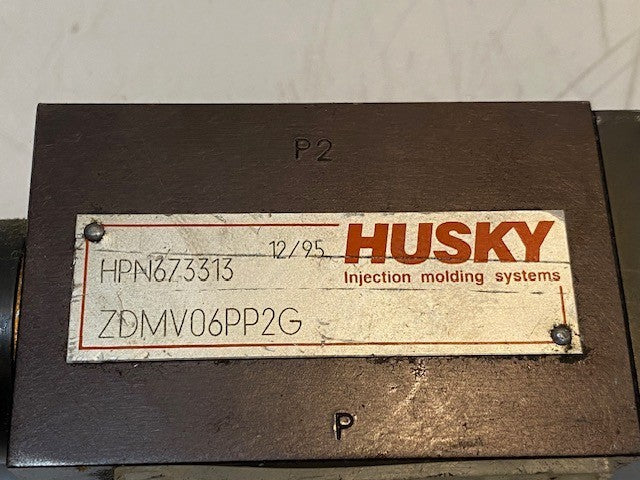 P2
12/95 HUSKY
HPN673313 Injection molding systems
ZDMV06PP2G
P